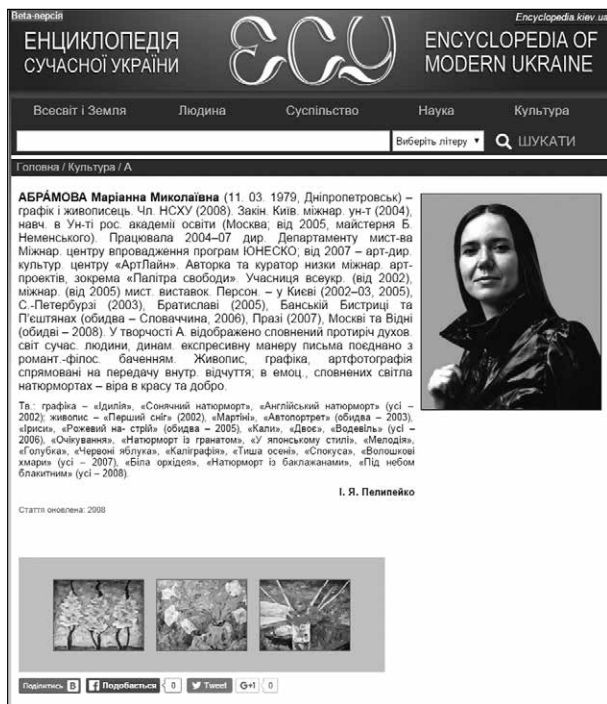 Beta-версія
Encyclopedia.kiev.ua
ЕНЦИКЛОПЕДІЯ
СУЧАСНОЇ УКРАЇНИ
ЕСУ
ENCYCLOPEDIA OF
MODERN UKRAINE
Всесвіт і Земля Людина Суспільство Наука Культура
Виберіть літеру ШУКАТИ
Головна / Культура / А
АБРА́МОВА Маріанна Миколаївна (11. 03. 1979, Дніпропетровськ) –
графік і живописець. Чл. НСХУ (2008). Закін. Київ. міжнар. ун-т (2004),
навч. в Ун-ті рос. академії освіти (Москва; від 2005, майстерня Б.
Неменського). Працювала 2004–07 дир. Департаменту мист-ва
Міжнар. центру впровадження програм ЮНЕСКО; від 2007 – арт-дир.
культур. центру «АртЛайн». Авторка та куратор низки міжнар. арт-
проектів, зокрема «Палітра свободи». Учасниця всеукр. (від 2002),
міжнар. (від 2005) мист. виставок. Персон. – у Києві (2002–03, 2005),
С.-Петербурзі (2003), Братиславі (2005), Банській Бистриці та
П'єштянах (обидва – Словаччина, 2006), Празі (2007), Москві та Відні
(обидві – 2008). У творчості А. відображено сповнений протиріч духов.
світ сучас. людини, динам. експресивну манеру письма поєднано з
романт.-філос. баченням. Живопис, графіка, артфотографія
спрямовані на передачу внутр. відчуття; в емоц., сповнених світла
натюрмортах – віра в красу та добро.
Тв.: графіка – «Ідилія», «Сонячний натюрморт», «Англійський натюрморт» (усі –
2002); живопис – «Перший сніг» (2002), «Мартіні», «Автопортрет» (обидва – 2003),
«Іриси», «Рожевий на- стрій» (обидва – 2005), «Кали», «Двоє», «Водевіль» (усі –
2006), «Очікування», «Натюрморт із гранатом», «У японському стилі», «Мелодія»,
«Голубка», «Червоні яблука», «Каліграфія», «Тиша осені», «Спокуса», «Волошкові
хмари» (усі – 2007), «Біла орхідея», «Натюрморт із баклажанами», «Під небом
блакитним» (усі – 2008).
І. Я. Пелипейко
Стаття оновлена: 2008
Поділитись В Подобається 0 Tweet G+1 0